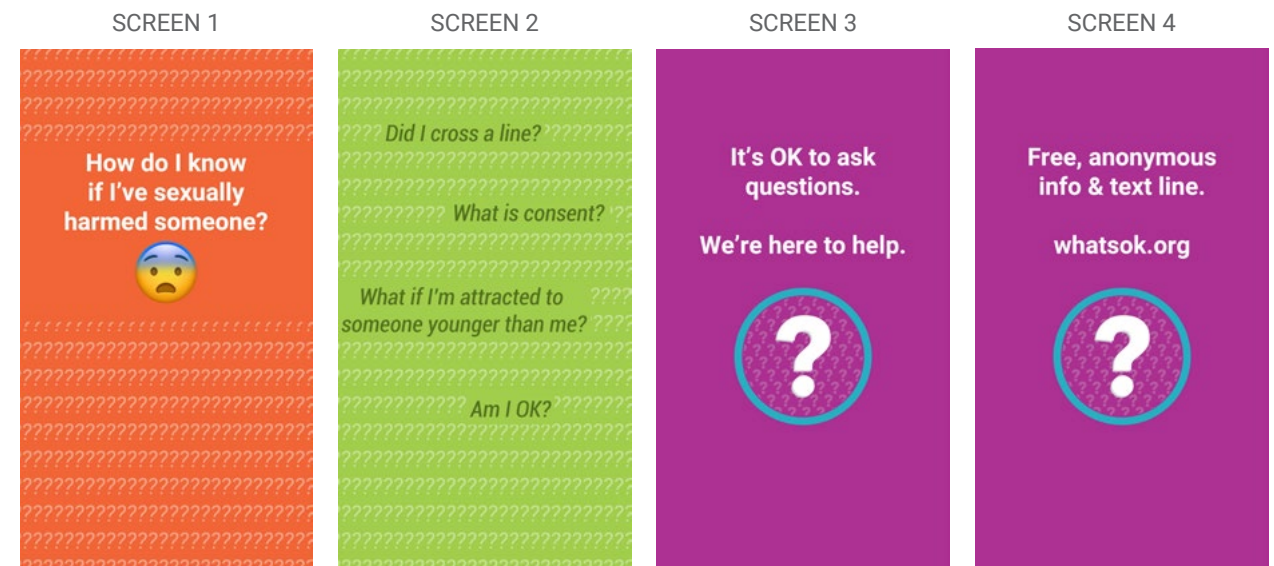 SCREEN 1
How do I know
if I've sexually
harmed someone?
SCREEN 2
Did I cross a line?
What is consent?
What if I'm attracted to
someone younger than me?
Am I OK?
SCREEN 3
It's OK to ask
questions.
We're here to help.
?
SCREEN 4
Free, anonymous
info & text line.
whatsok.org
?